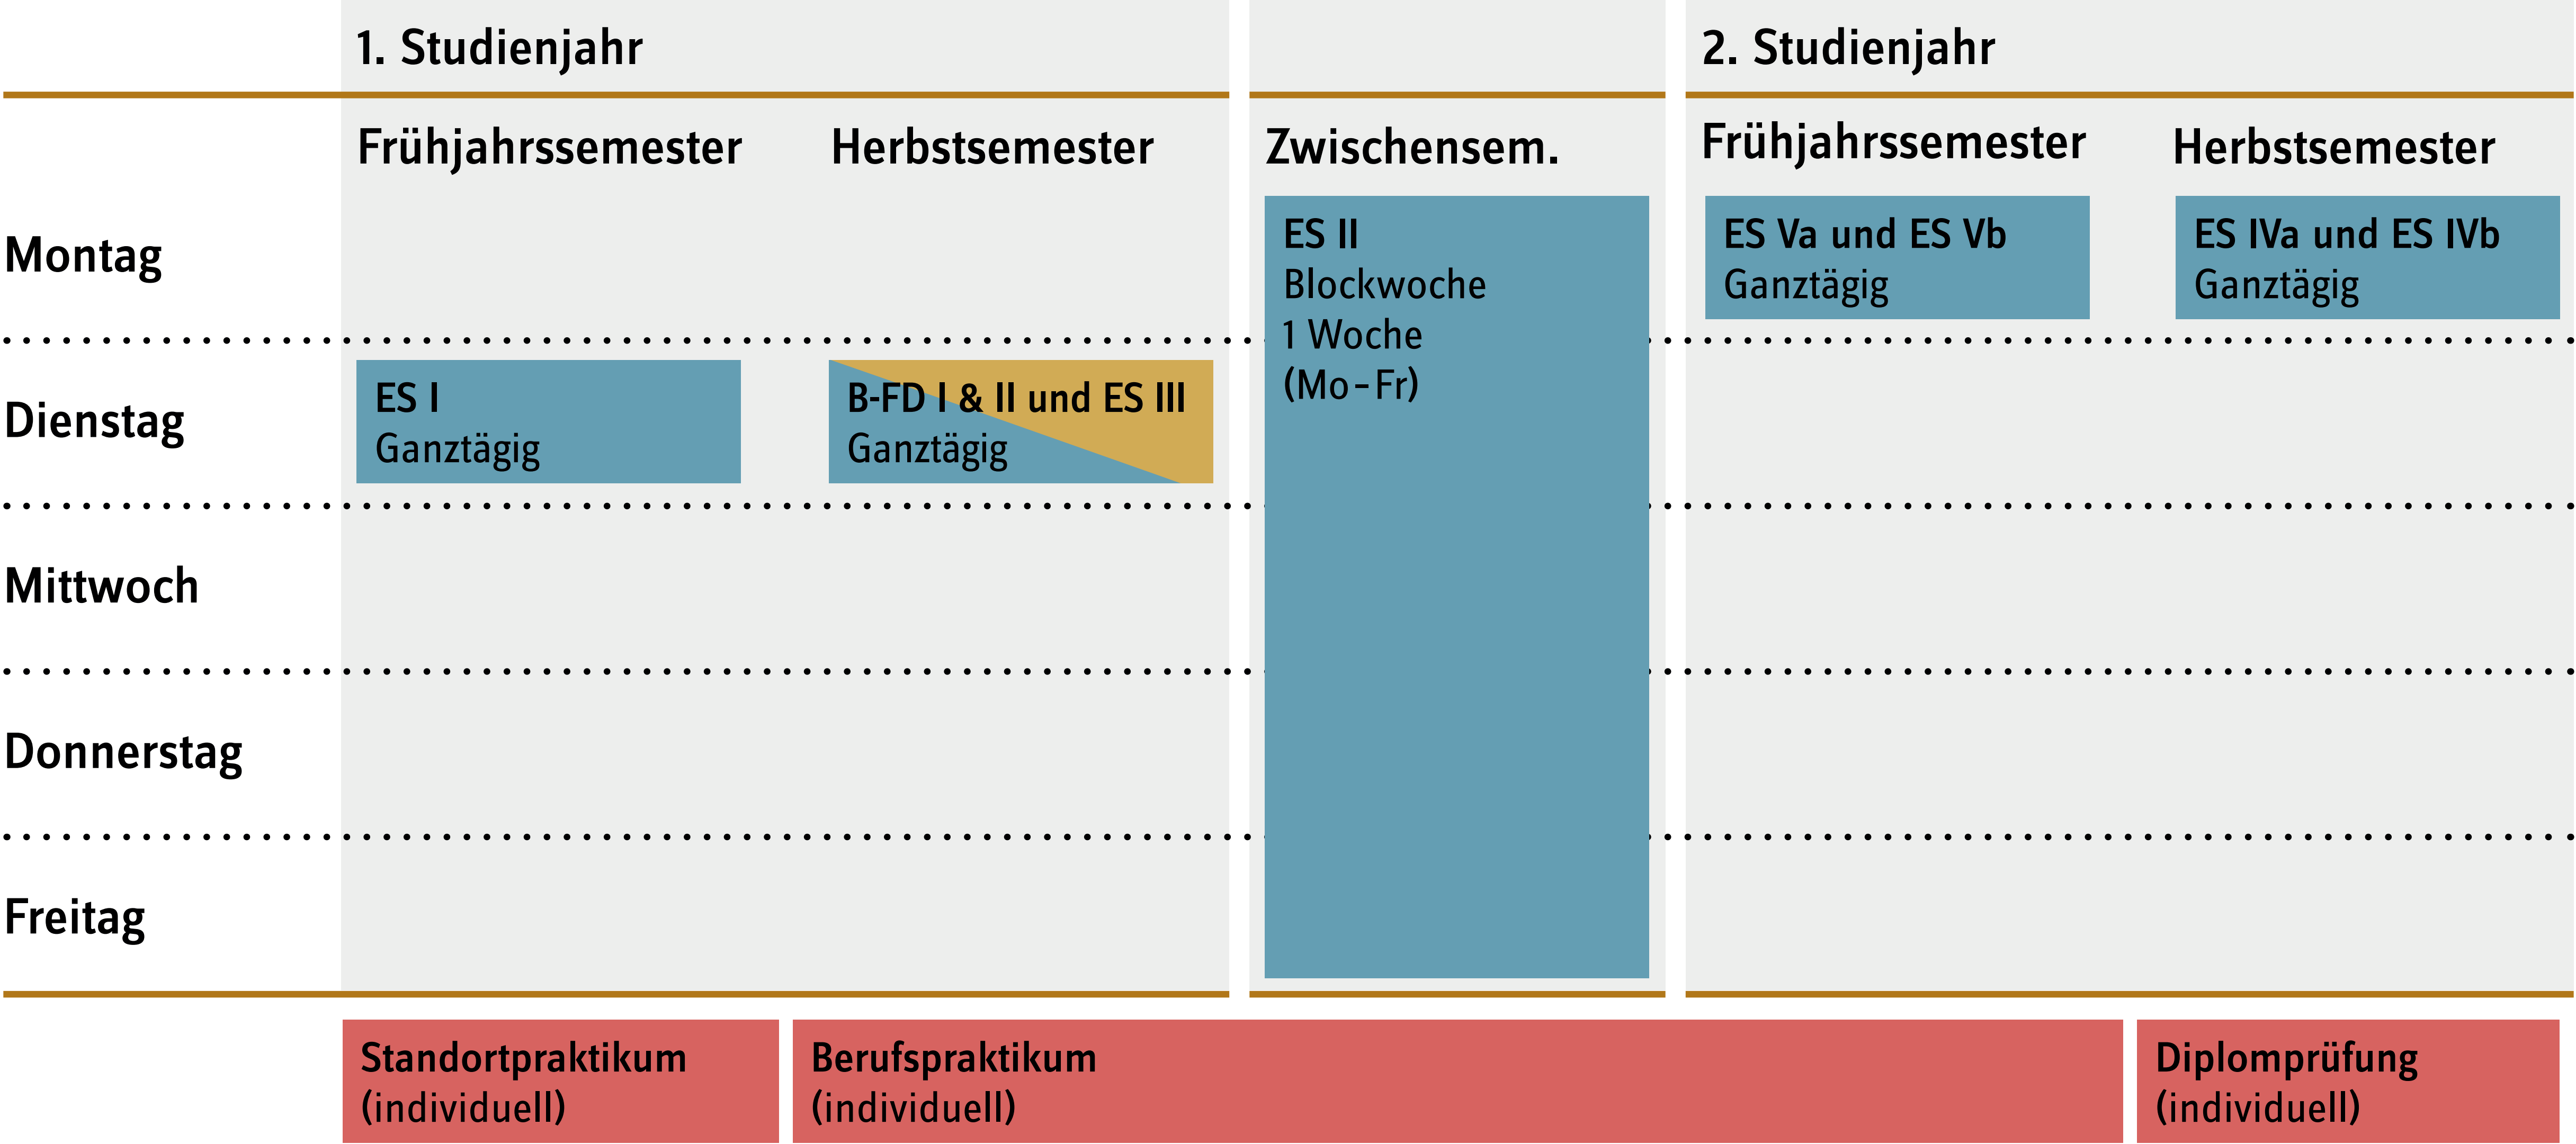 1. Studienjahr
2. Studienjahr
Frühjahrssemester
Herbstsemester
Zwischensem.
Frühjahrssemester
Herbstsemester
Montag
ES II
Blockwoche
1 Woche
(Mo – Fr)
ES Va und ES Vb
Ganztägig
ES IVa und ES IVb
Ganztägig
Dienstag
ES I
Ganztägig
B-FD I & II und ES III
Ganztägig
Mittwoch
Donnerstag
Freitag
Standortpraktikum
(individuell)
Berufspraktikum
(individuell)
Diplomprüfung
(individuell)